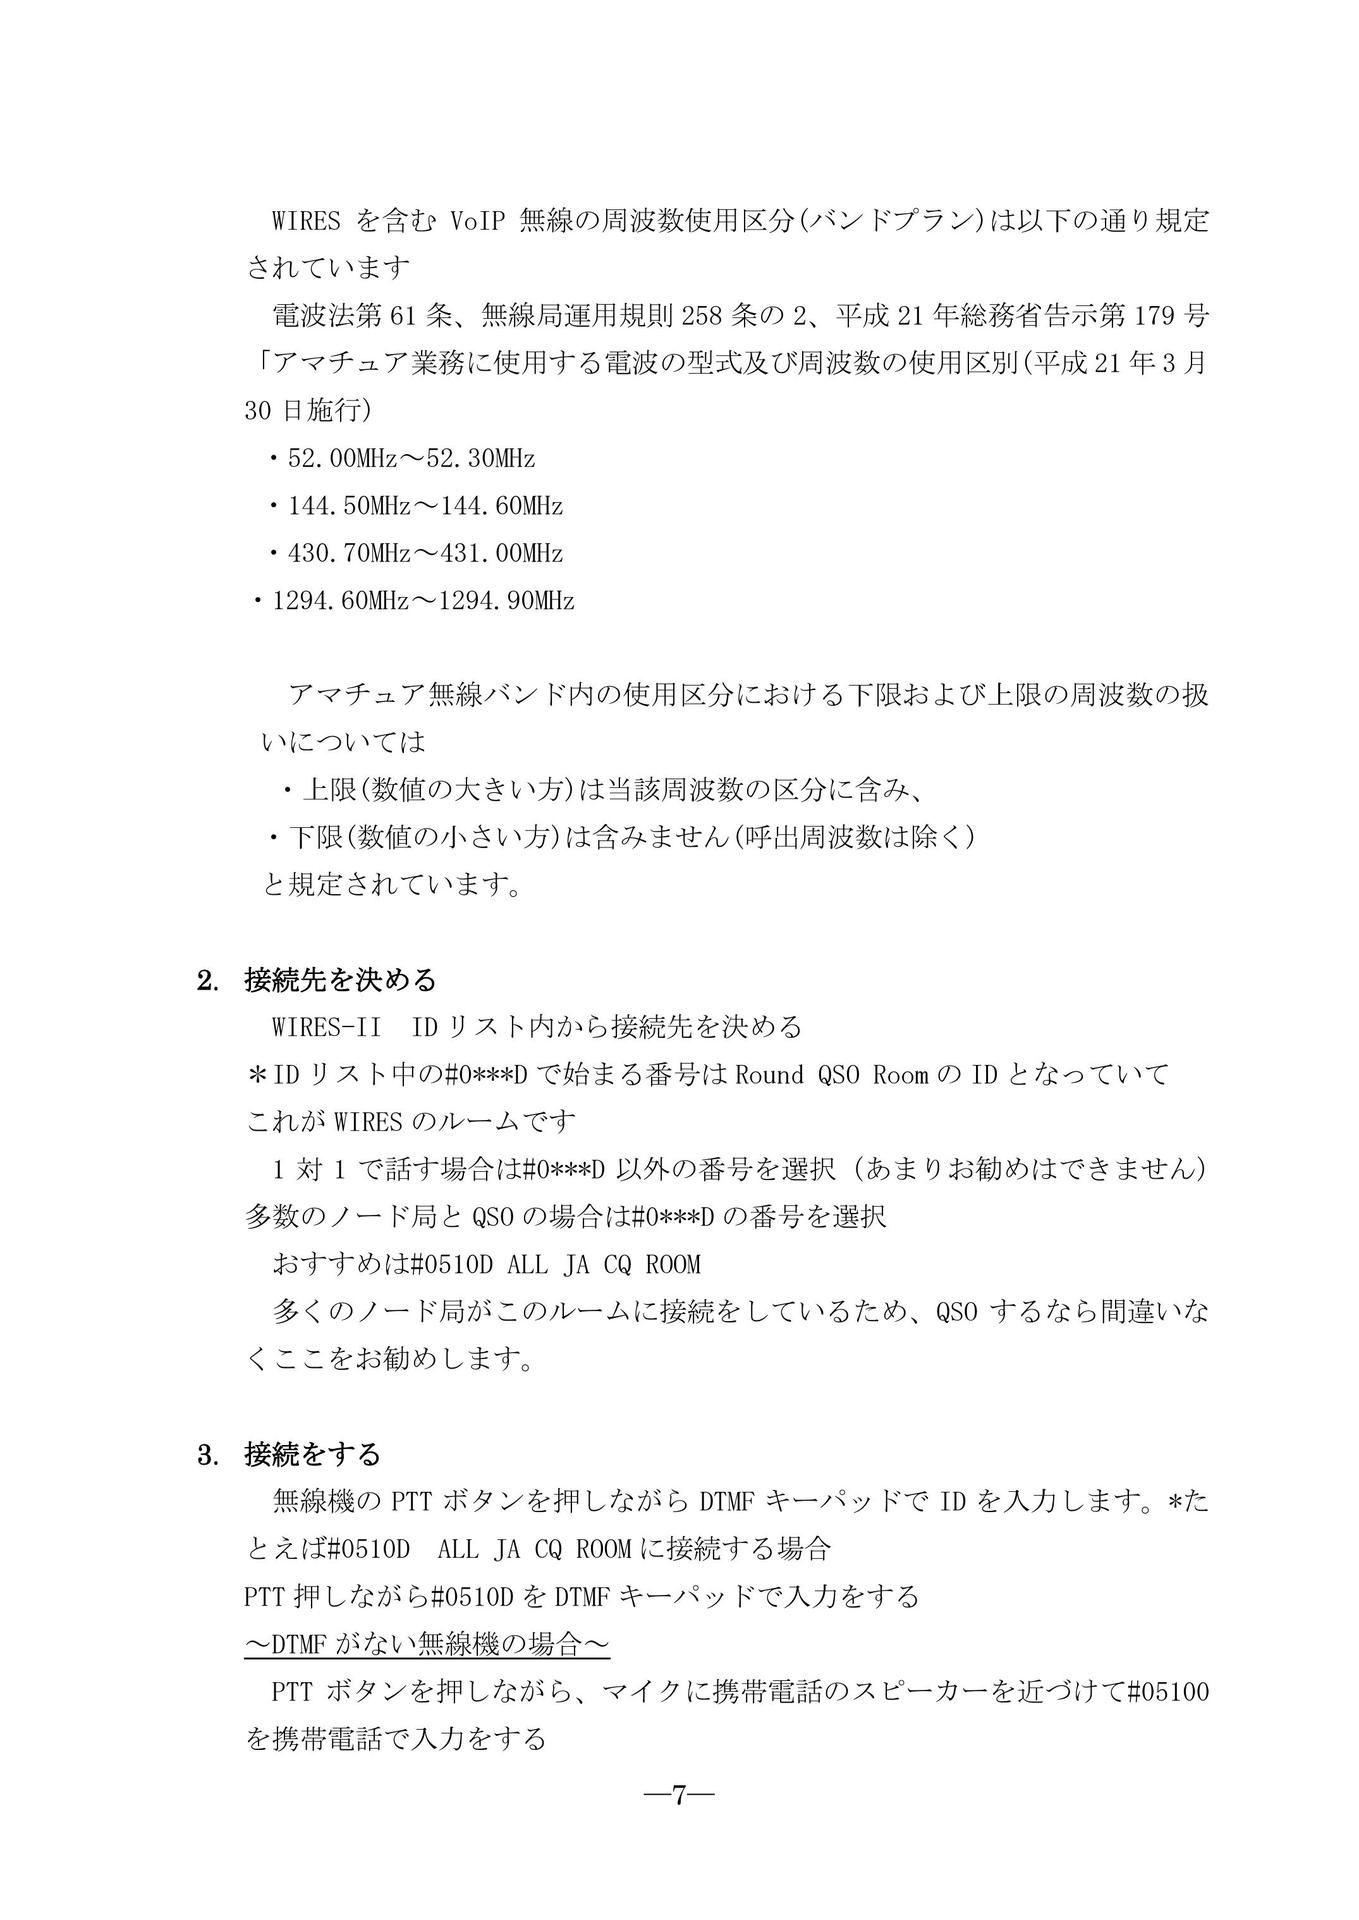 WIRES を含む VoIP 無線の周波数使用区分(バンドプラン)は以下の通り規定
されています
電波法第 61 条、無線局運用規則 258 条の 2、平成 21 年総務省告示第 179 号
「アマチュア業務に使用する電波の型式及び周波数の使用区別(平成 21 年 3 月
30 日施行)
・52.00MHz～52.30MHz
・144.50MHz～144.60MHz
・430.70MHz～431.00MHz
・1294.60MHz～1294.90MHz
アマチュア無線バンド内の使用区分における下限および上限の周波数の扱
いについては
・上限(数値の大きい方)は当該周波数の区分に含み、
・下限(数値の小さい方)は含みません(呼出周波数は除く)
と規定されています。
2. 接続先を決める
WIRES-II　ID リスト内から接続先を決める
＊ID リスト中の#0***D で始まる番号は Round QSO Room の ID となっていて
これが WIRES のルームです
1 対 1 で話す場合は#0***D 以外の番号を選択（あまりお勧めはできません）
多数のノード局と QSO の場合は#0***D の番号を選択
おすすめは#0510D ALL JA CQ ROOM
多くのノード局がこのルームに接続をしているため、QSO するなら間違いな
くここをお勧めします。
3. 接続をする
無線機の PTT ボタンを押しながら DTMF キーパッドで ID を入力します。*た
とえば#0510D　ALL JA CQ ROOM に接続する場合
PTT 押しながら#0510D を DTMF キーパッドで入力をする
～DTMF がない無線機の場合～
PTT ボタンを押しながら、マイクに携帯電話のスピーカーを近づけて#05100
を携帯電話で入力をする
―7―